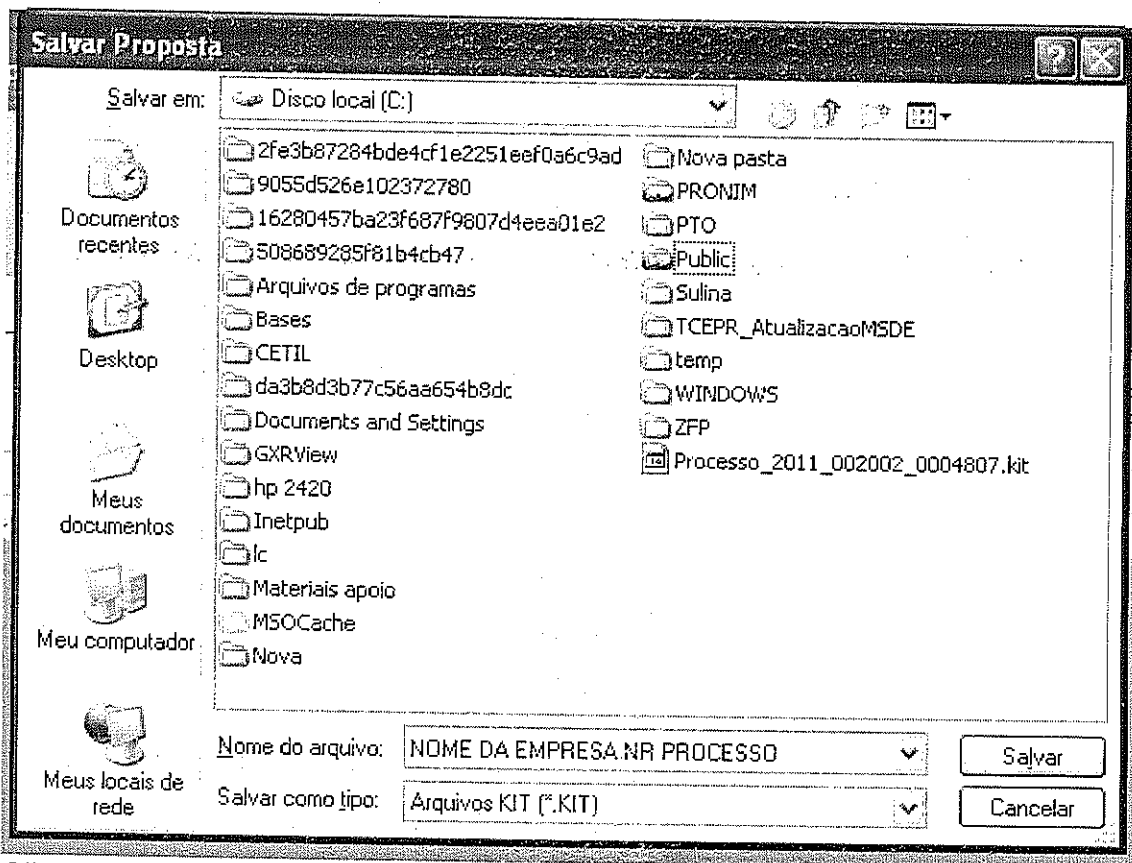 Salvar Proposta
Salvar em: Disco local (C:)
Documentos recentes
Desktop
Meus documentos
Meu computador
Meus locais de rede
2fe3b87284bde4cf1e2251eef0a6c9ad
9055d526e102372780
16280457ba23f687f9807d4eea01e2
508689285f81b4cb47
Arquivos de programas
Bases
CETIL
da3b8d3b77c56aa654b8dc
Documents and Settings
GXRView
hp 2420
Inetpub
lc
Materiais apoio
MSOCache
Nova
Nova pasta
PRONIM
PTO
Public
Sulina
TCEPR_AtualizacaoMSDE
temp
WINDOWS
ZFP
Processo_2011_002002_0004807.kit
Nome do arquivo: NOME DA EMPRESA.NR PROCESSO
Salvar
Salvar como tipo: Arquivos KIT (*.KIT)
Cancelar